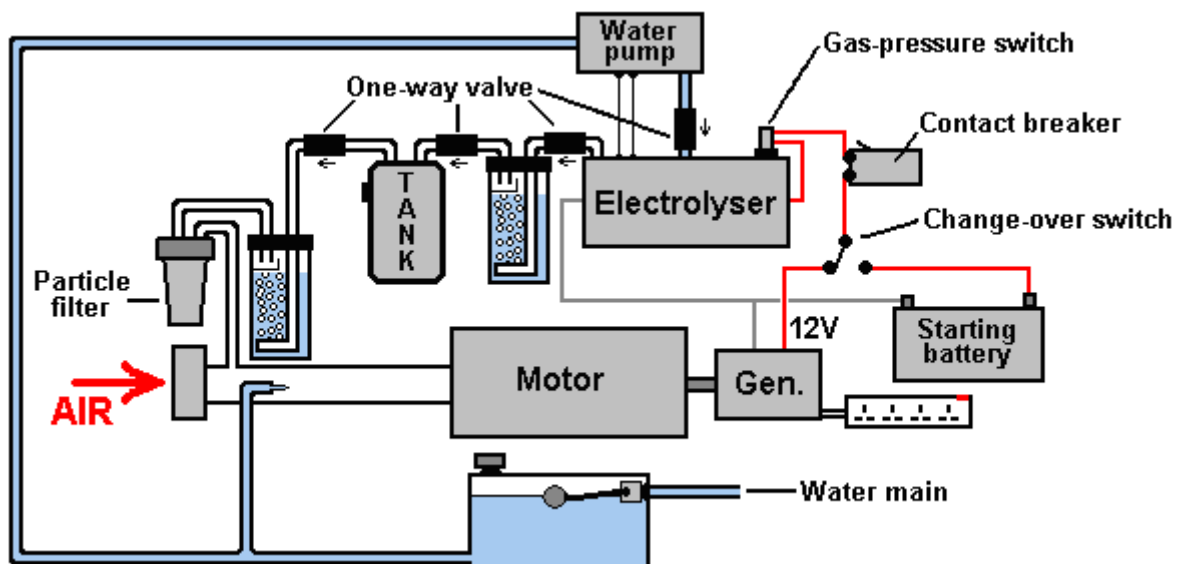 Water
pump
Gas-pressure switch
One-way valve
Contact breaker
T
A
N
K
Electrolyser
Change-over switch
Particle
filter
12V
Starting
battery
Motor
Gen.
AIR
Water main